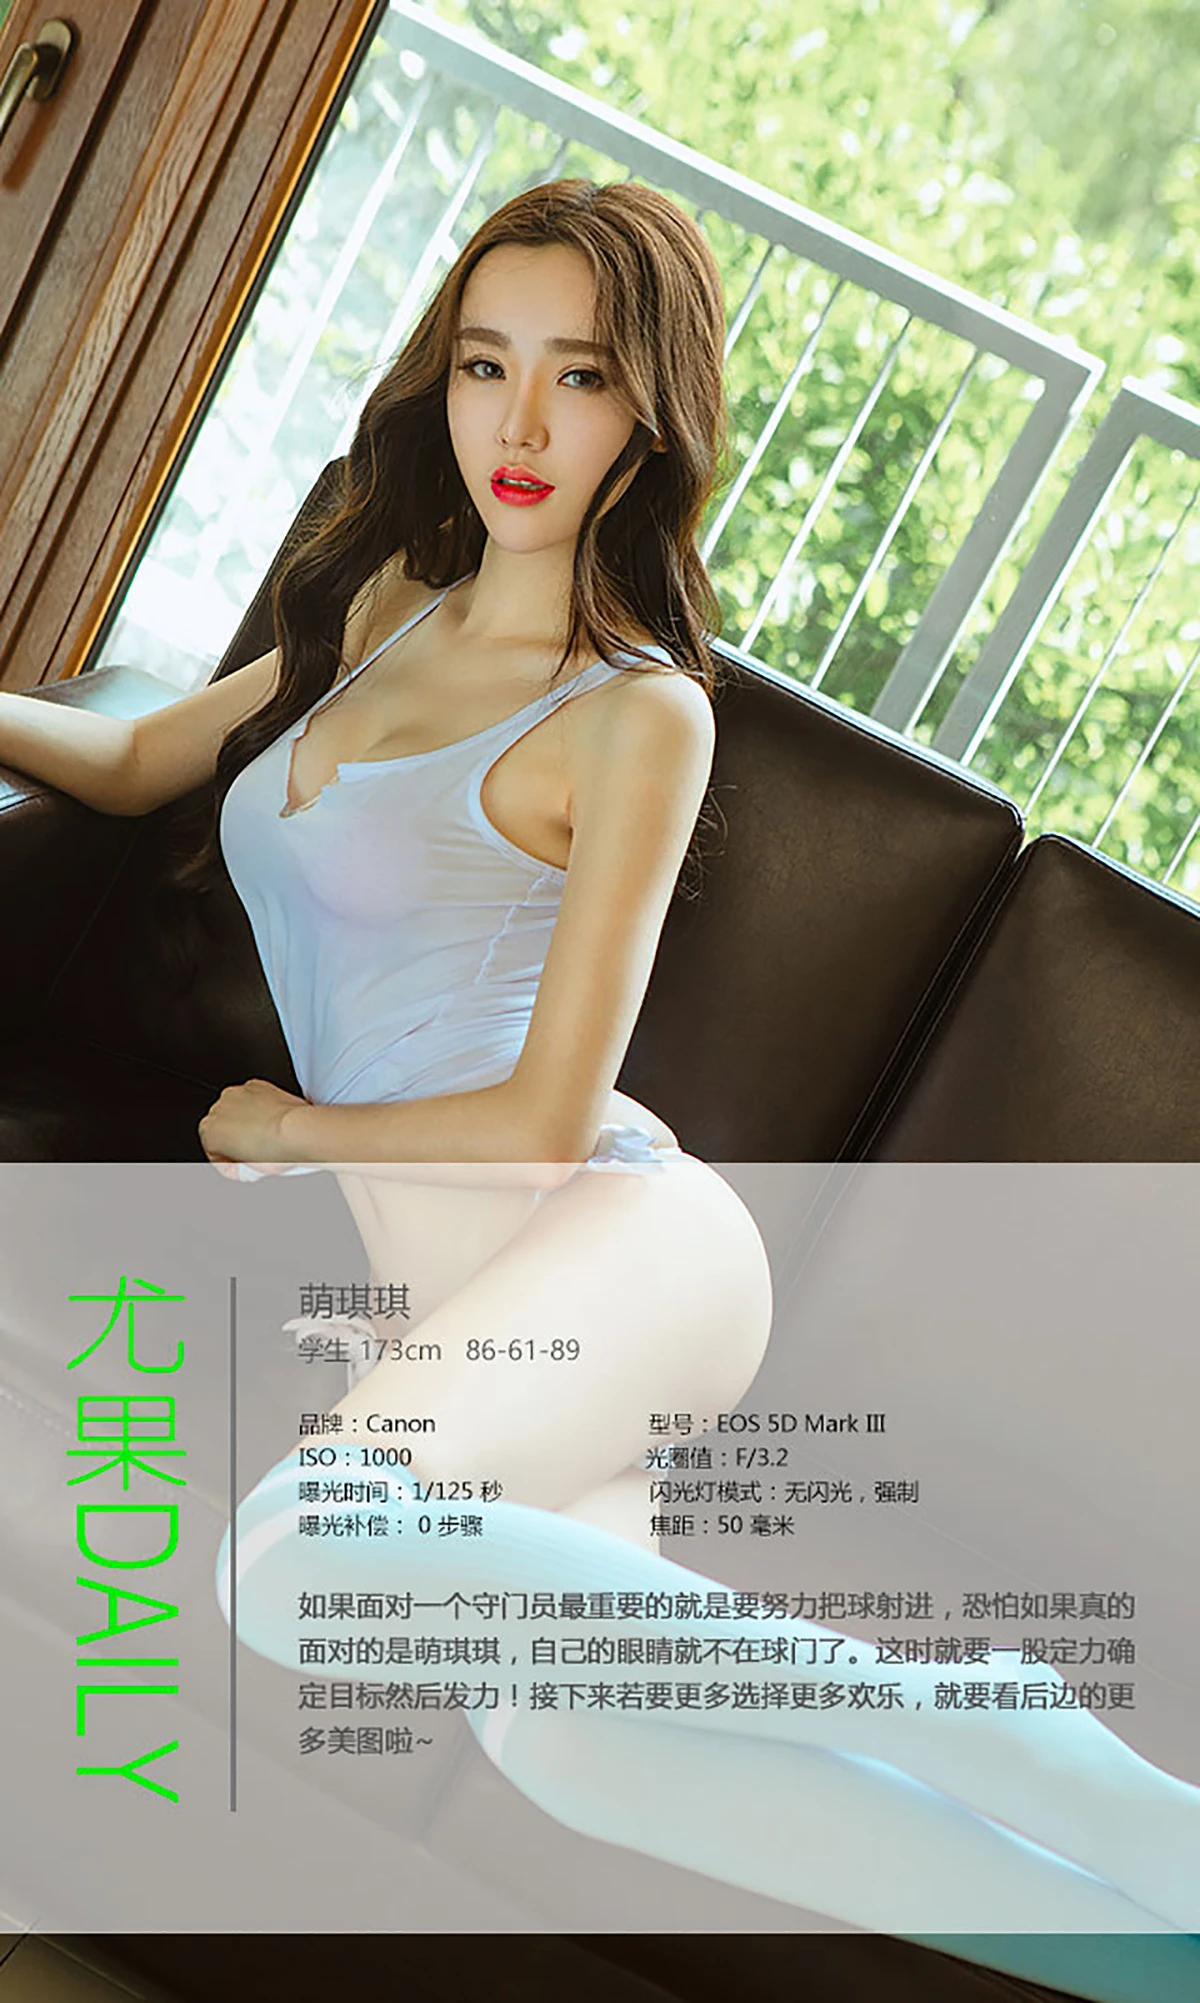 尤果DAILY
萌琪琪
学生 173cm 86-61-89
品牌：Canon 型号：EOS 5D Mark III
ISO：1000 光圈值：F/3.2
曝光时间：1/125 秒 闪光灯模式：无闪光，强制
曝光补偿： 0 步骤 焦距：50 毫米
如果面对一个守门员最重要的就是要努力把球射进，恐怕如果真的
面对的是萌琪琪，自己的眼睛就不在球门了。这时就要一股定力确
定目标然后发力！接下来若要更多选择更多欢乐，就要看后边的更
多美图啦~